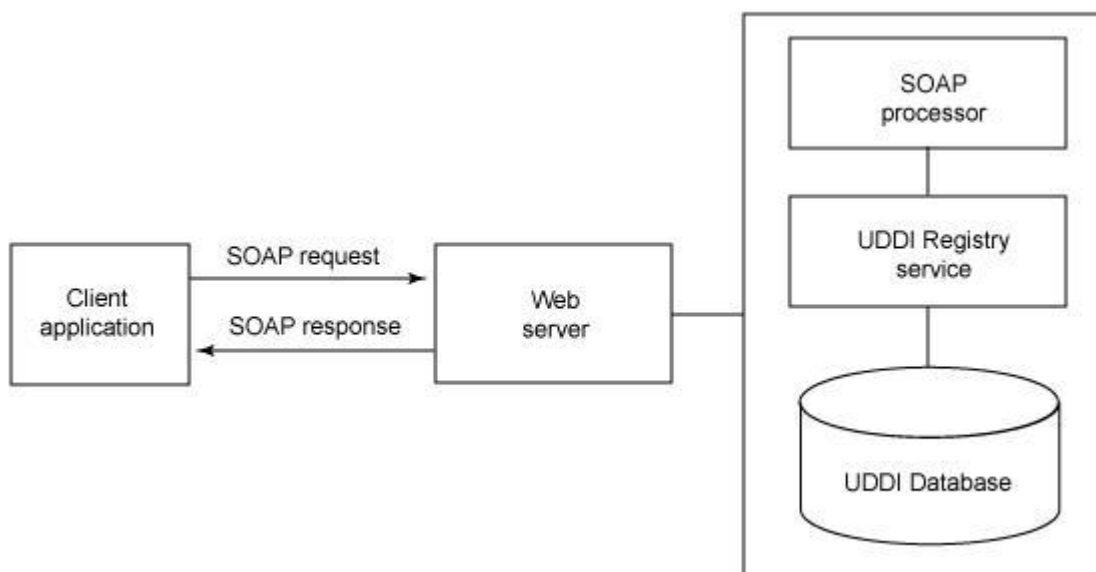 Client
application
SOAP request
SOAP response
Web
server
SOAP
processor
UDDI Registry
service
UDDI Database